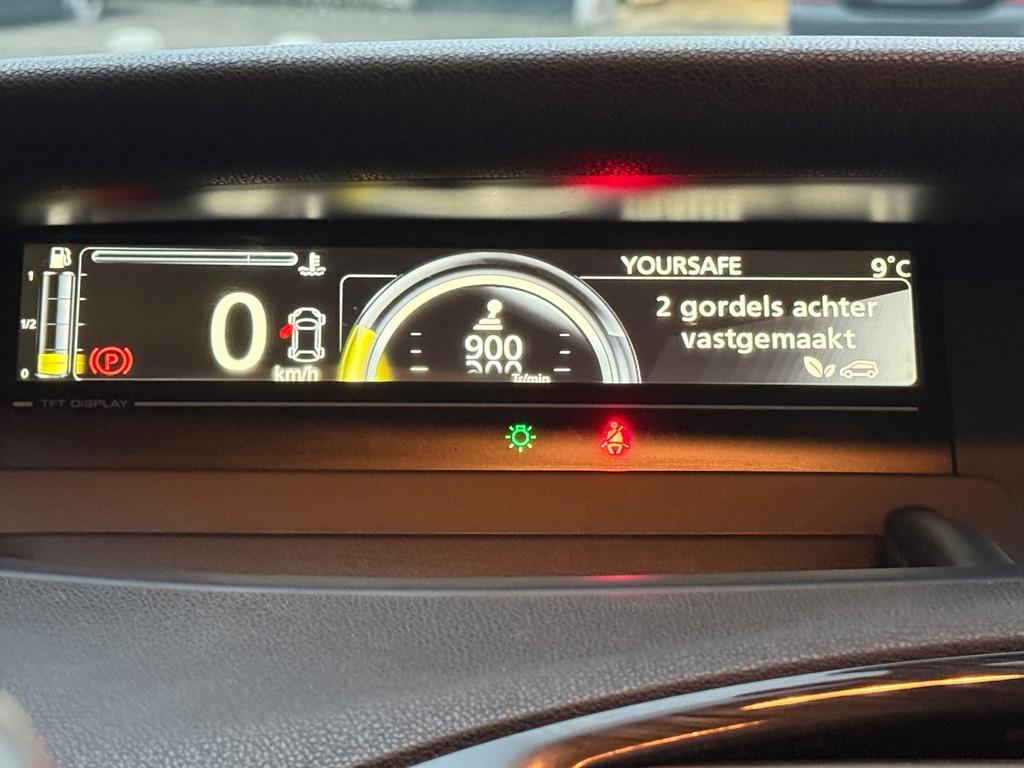 YOURSAFE
9°C
1
1/2
0
P
0
km/h
900
Tr/min
2 gordels achter
vastgemaakt
TFT DISPLAY